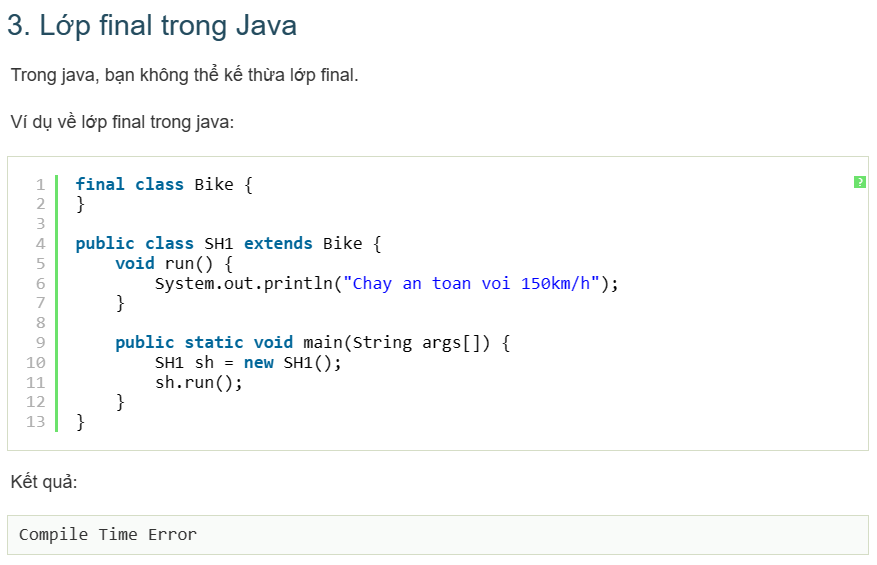 3. Lớp final trong Java
Trong java, bạn không thể kế thừa lớp final.
Ví dụ về lớp final trong java:
1 final class Bike {
2 }
3
4 public class SH1 extends Bike {
5     void run() {
6         System.out.println("Chay an toan voi 150km/h");
7     }
8
9     public static void main(String args[]) {
10         SH1 sh = new SH1();
11         sh.run();
12     }
13 }
?
Kết quả:
Compile Time Error